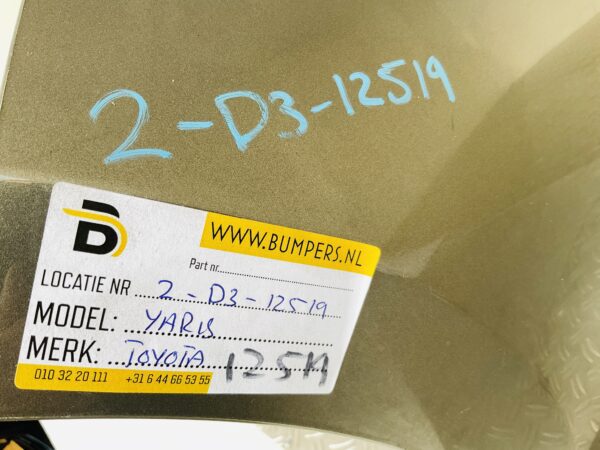 2-D3-12519
B
WWW.BUMPERS.NL
Part nr.
LOCATIE NR 2-D3-12519
MODEL: YARIS
MERK: TOYOTA 12519
010 32 20 111 +31 6 44 66 53 55